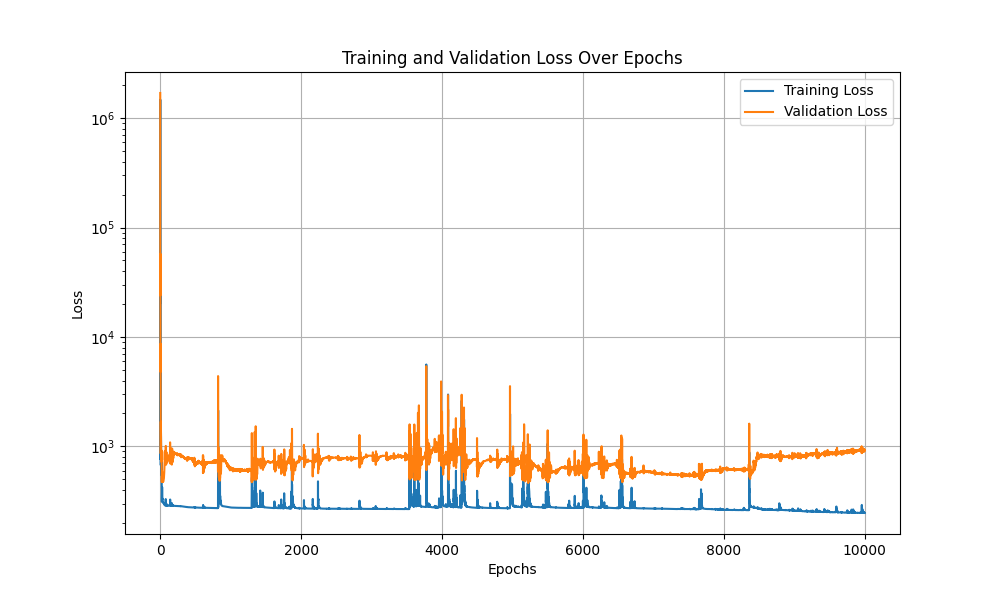 Training and Validation Loss Over Epochs
Training Loss
Validation Loss
10^6
10^5
10^4
10^3
Loss
0 2000 4000 6000 8000 10000
Epochs